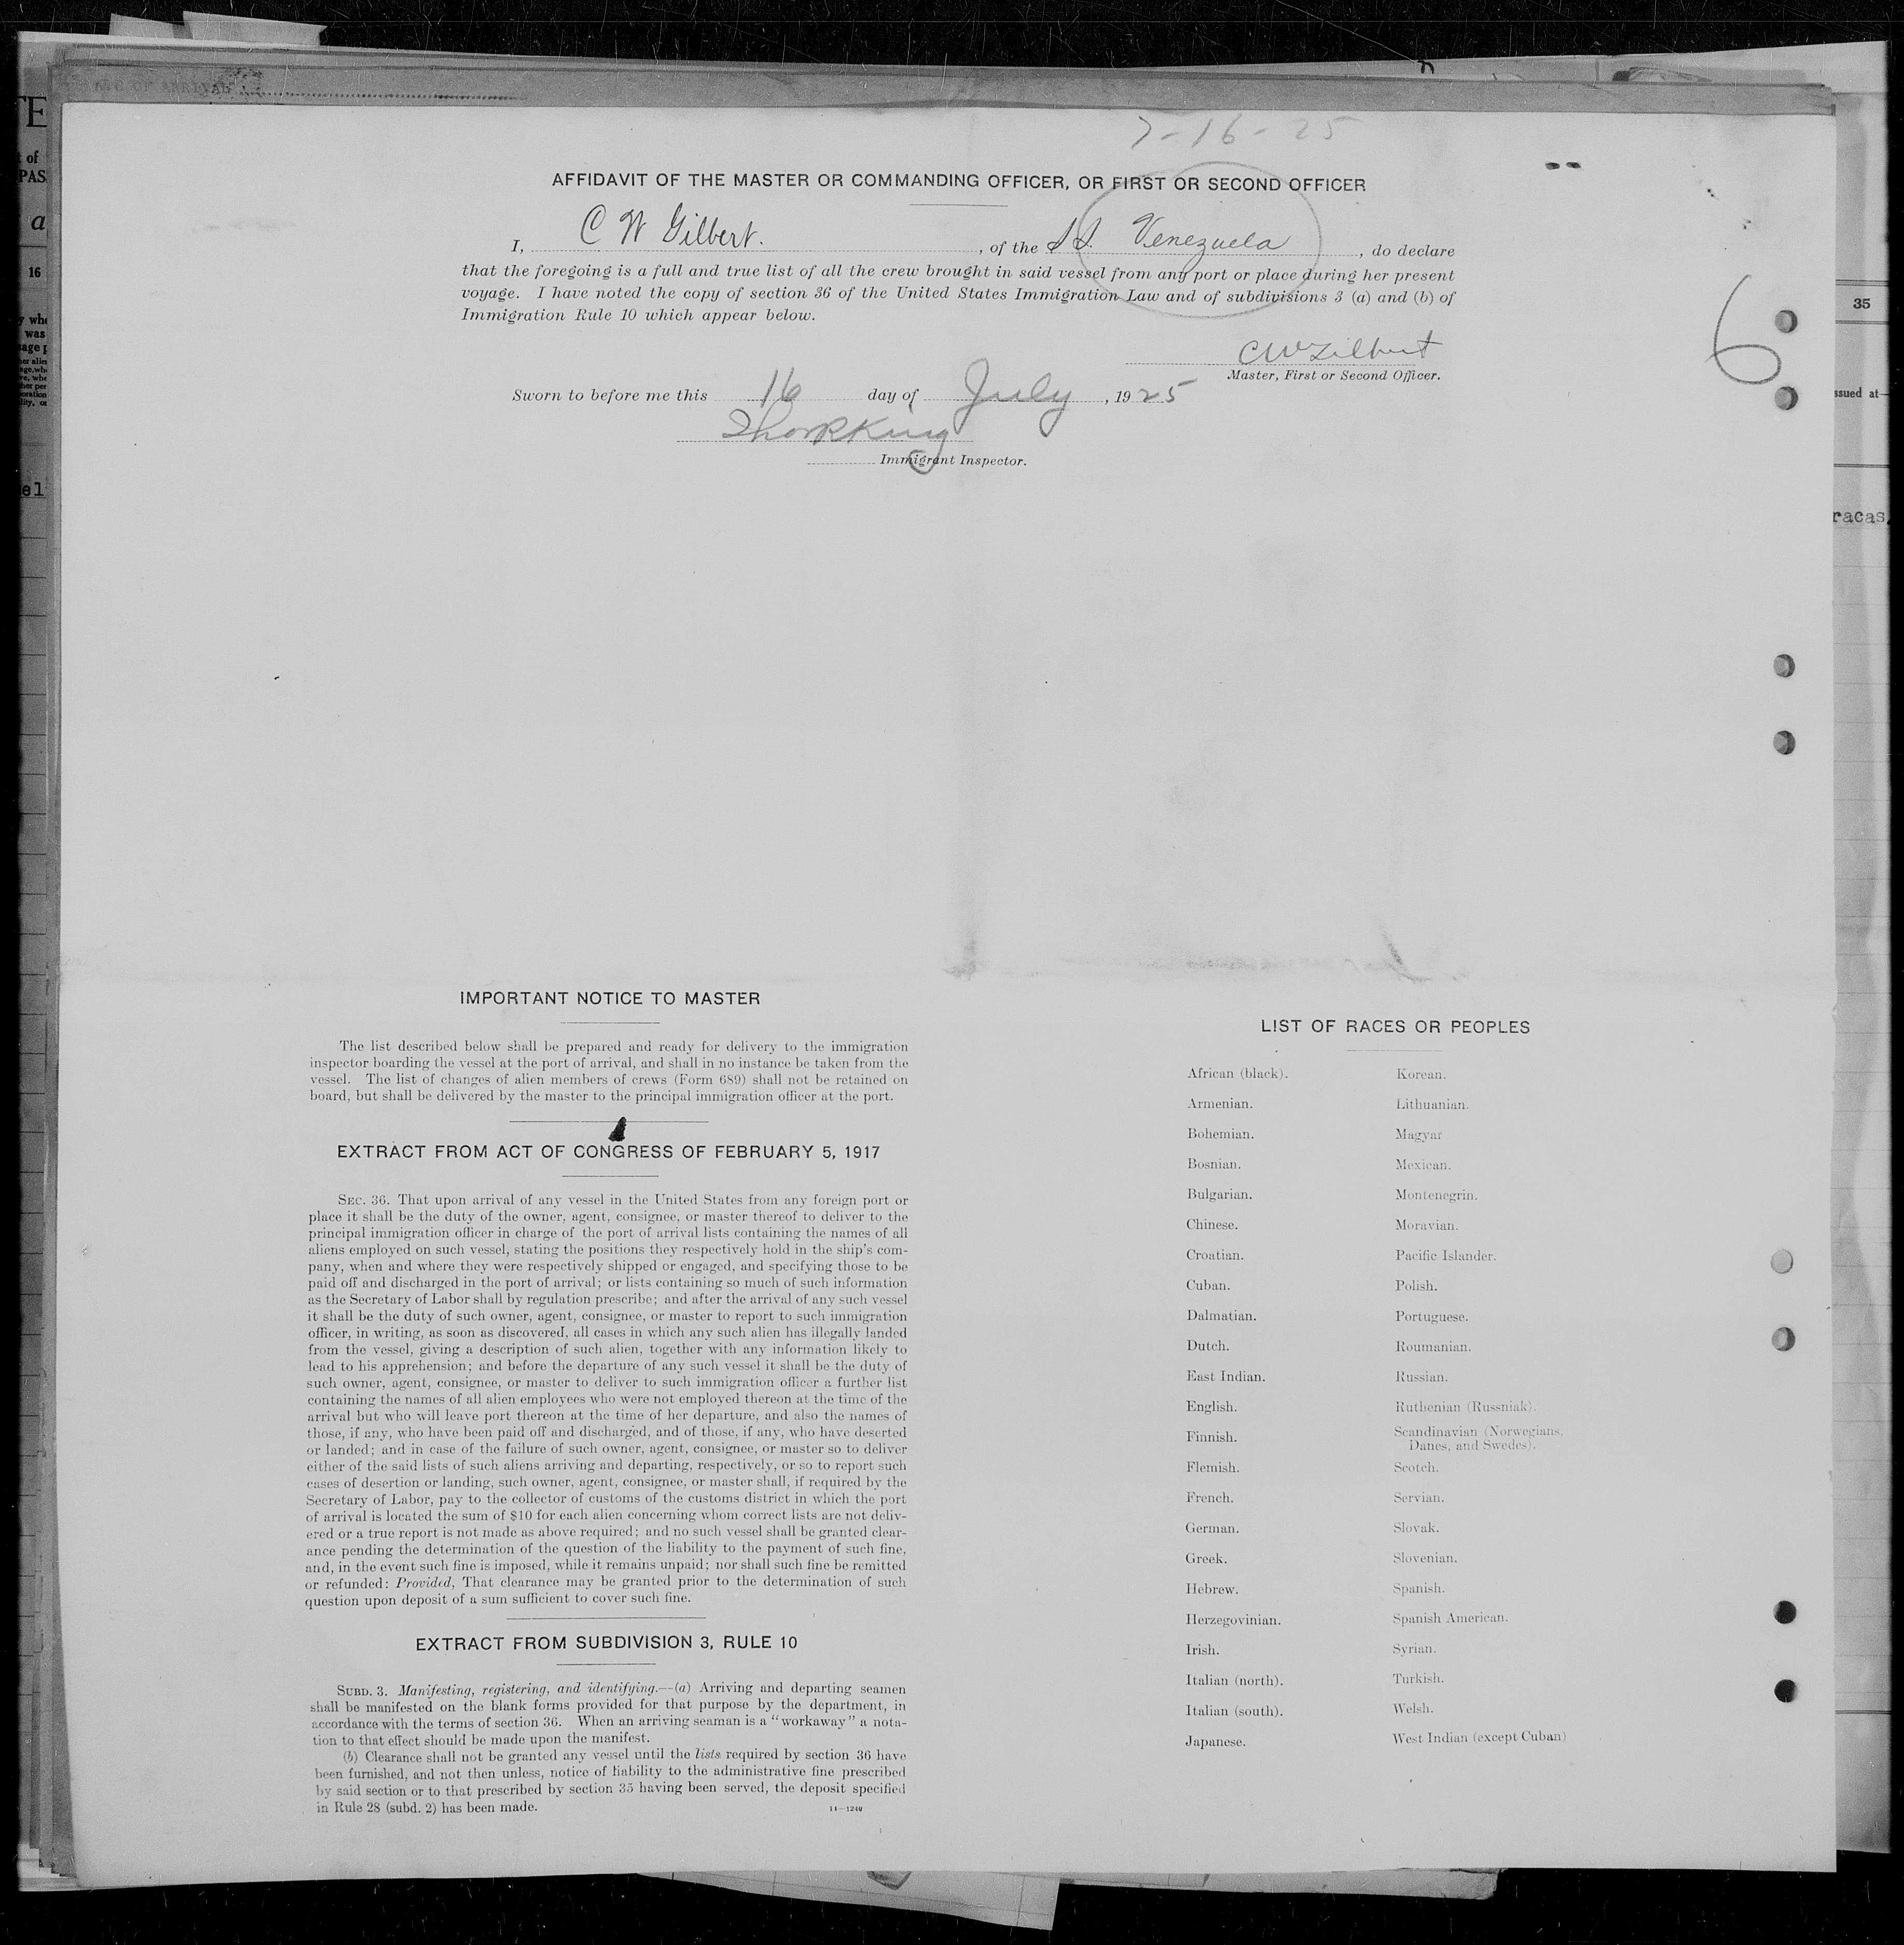 7-16-25
AFFIDAVIT OF THE MASTER OR COMMANDING OFFICER, OR FIRST OR SECOND OFFICER
I, C W Gilbert. , of the S.S. Venezuela , do declare
that the foregoing is a full and true list of all the crew brought in said vessel from any port or place during her present
voyage. I have noted the copy of section 36 of the United States Immigration Law and of subdivisions 3 (a) and (b) of
Immigration Rule 10 which appear below.
6
CW Gilbert
Master, First or Second Officer.
Sworn to before me this 16 day of July , 1925
King
Immigrant Inspector.
IMPORTANT NOTICE TO MASTER
The list described below shall be prepared and ready for delivery to the immigration
inspector boarding the vessel at the port of arrival, and shall in no instance be taken from the
vessel. The list of changes of alien members of crews (Form 689) shall not be retained on
board, but shall be delivered by the master to the principal immigration officer at the port.
EXTRACT FROM ACT OF CONGRESS OF FEBRUARY 5, 1917
SEC. 36. That upon arrival of any vessel in the United States from any foreign port or
place it shall be the duty of the owner, agent, consignee, or master thereof to deliver to the
principal immigration officer in charge of the port of arrival lists containing the names of all
aliens employed on such vessel, stating the positions they respectively hold in the ship's com-
pany, when and where they were respectively shipped or engaged, and specifying those to be
paid off and discharged in the port of arrival; or lists containing so much of such information
as the Secretary of Labor shall by regulation prescribe; and after the arrival of any such vessel
it shall be the duty of such owner, agent, consignee, or master to report to such immigration
officer, in writing, as soon as discovered, all cases in which any such alien has illegally landed
from the vessel, giving a description of such alien, together with any information likely to
lead to his apprehension; and before the departure of any such vessel it shall be the duty of
such owner, agent, consignee, or master to deliver to such immigration officer a further list
containing the names of all alien employees who were not employed thereon at the time of the
arrival but who will leave port thereon at the time of her departure, and also the names of
those, if any, who have been paid off and discharged, and of those, if any, who have deserted
or landed; and in case of the failure of such owner, agent, consignee, or master so to deliver
either of the said lists of such aliens arriving and departing, respectively, or so to report such
cases of desertion or landing, such owner, agent, consignee, or master shall, if required by the
Secretary of Labor, pay to the collector of customs of the customs district in which the port
of arrival is located the sum of $10 for each alien concerning whom correct lists are not deliv-
ered or a true report is not made as above required; and no such vessel shall be granted clear-
ance pending the determination of the question of the liability to the payment of such fine,
and, in the event such fine is imposed, while it remains unpaid; nor shall such fine be remitted
or refunded: Provided, That clearance may be granted prior to the determination of such
question upon deposit of a sum sufficient to cover such fine.
EXTRACT FROM SUBDIVISION 3, RULE 10
SUBD. 3. Manifesting, registering, and identifying.—(a) Arriving and departing seamen
shall be manifested on the blank forms provided for that purpose by the department, in
accordance with the terms of section 36. When an arriving seaman is a "workaway" a nota-
tion to that effect should be made upon the manifest.
(b) Clearance shall not be granted any vessel until the lists required by section 36 have
been furnished, and not then unless, notice of liability to the administrative fine prescribed
by said section or to that prescribed by section 35 having been served, the deposit specified
in Rule 28 (subd. 2) has been made.
14—1240
LIST OF RACES OR PEOPLES
African (black).
Armenian.
Bohemian.
Bosnian.
Bulgarian.
Chinese.
Croatian.
Cuban.
Dalmatian.
Dutch.
East Indian.
English.
Finnish.
Flemish.
French.
German.
Greek.
Hebrew.
Herzegovinian.
Irish.
Italian (north).
Italian (south).
Japanese.
Korean.
Lithuanian.
Magyar
Mexican.
Montenegrin.
Moravian.
Pacific Islander.
Polish.
Portuguese.
Roumanian.
Russian.
Ruthenian (Russniak).
Scandinavian (Norwegians,
Danes, and Swedes).
Scotch.
Servian.
Slovak.
Slovenian.
Spanish.
Spanish American.
Syrian.
Turkish.
Welsh.
West Indian (except Cuban)
35
ssued at—
racas.
16